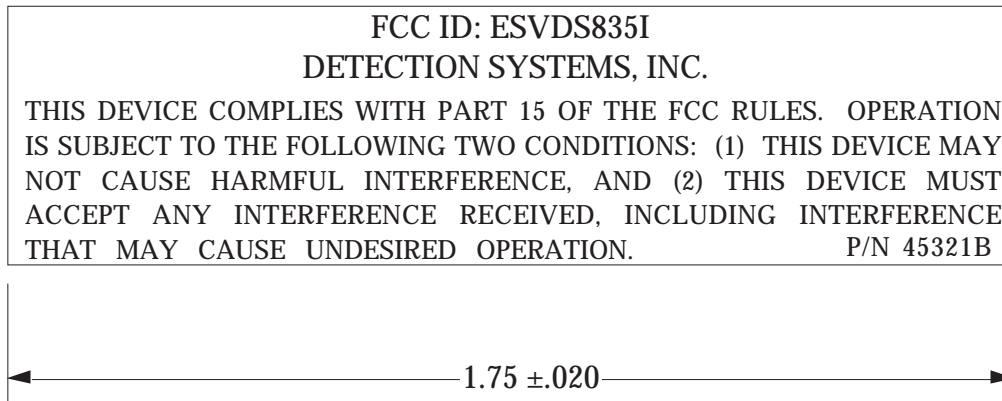 FCC ID: ESVDS835I
DETECTION SYSTEMS, INC.
THIS DEVICE COMPLIES WITH PART 15 OF THE FCC RULES. OPERATION
IS SUBJECT TO THE FOLLOWING TWO CONDITIONS: (1) THIS DEVICE MAY
NOT CAUSE HARMFUL INTERFERENCE, AND (2) THIS DEVICE MUST
ACCEPT ANY INTERFERENCE RECEIVED, INCLUDING INTERFERENCE
THAT MAY CAUSE UNDESIRED OPERATION. P/N 45321B
1.75 ±.020